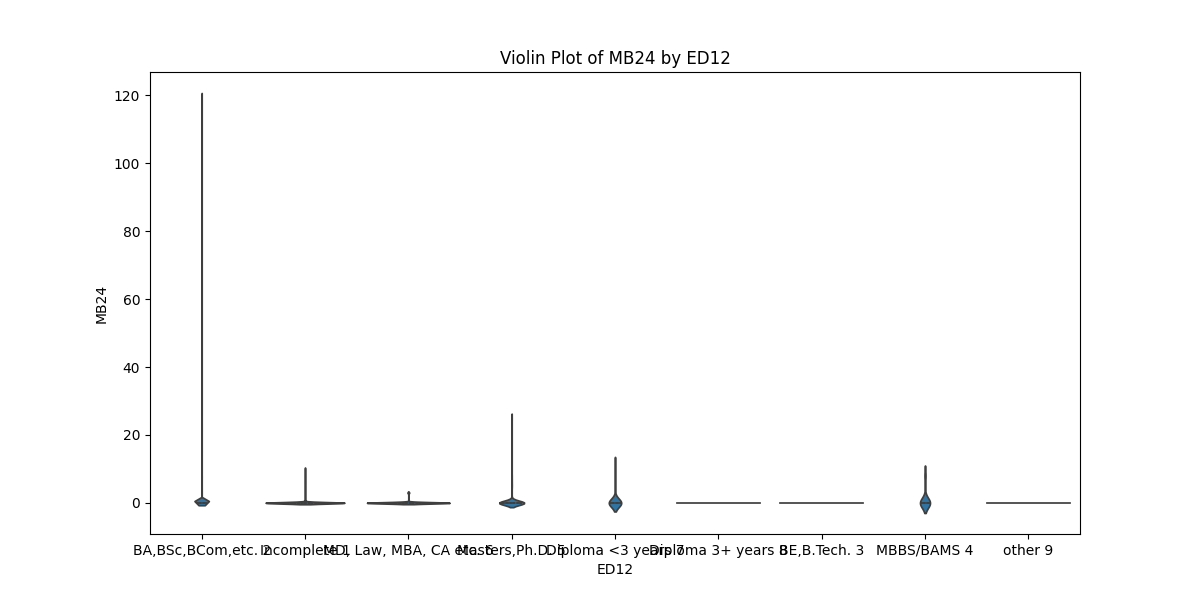 Violin Plot of MB24 by ED12
120
100
80
60
40
20
0
MB24
BA,BSc,BCom,etc. 2 Incomplete 1 MD, Law, MBA, CA etc. 6 Masters,Ph.D. 5 Diploma <3 years 7 Diploma 3+ years 8 BE,B.Tech. 3 MBBS/BAMS 4 other 9
ED12